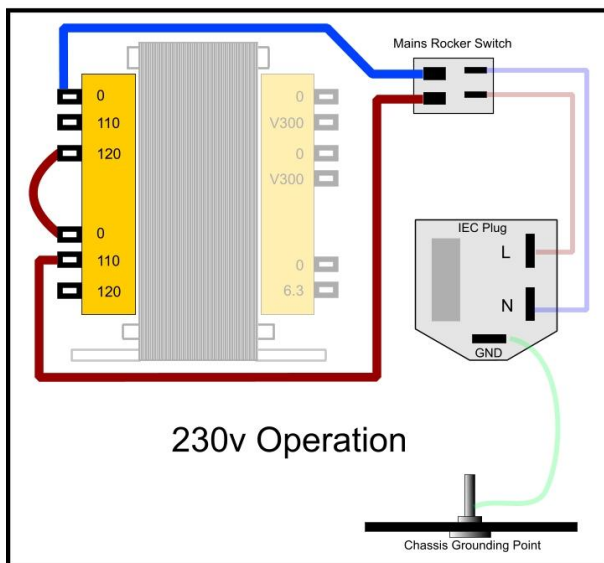 Mains Rocker Switch
0
110
120
0
110
120
0
V300
0
V300
0
6.3
IEC Plug
L
N
GND
230v Operation
Chassis Grounding Point